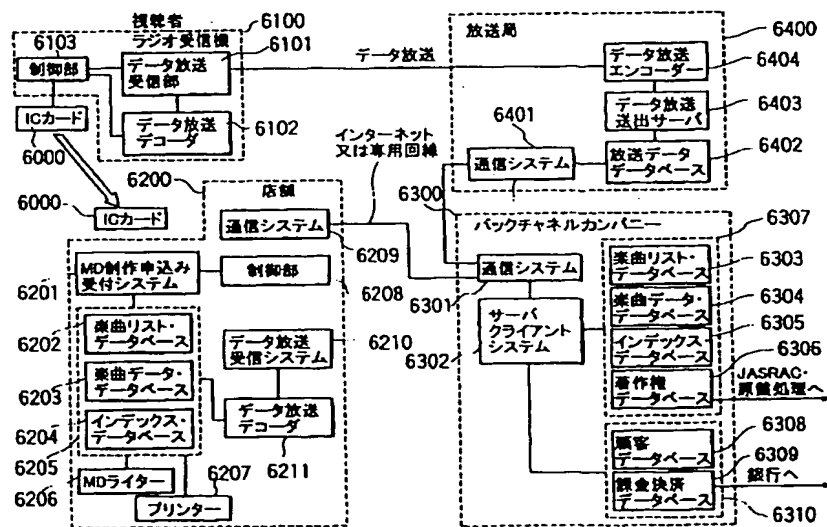 視聴者
6100
ラジオ受信機
6103
6101
制御部
データ放送
受信部
データ放送
放送局
6400
データ放送
エンコーダー
6404
ICカード
6000
データ放送
デコーダ
6102
データ放送
送出サーバ
6403
インターネット
又は専用回線
6401
通信システム
放送データ
データベース
6402
6000
ICカード
6200
店舗
通信システム
6209
6300
バックチャネルカンパニー
6307
MD制作申込み
受付システム
6201
制御部
6208
通信システム
6301
楽曲リスト・
データベース
6303
楽曲データ・
データベース
6304
6202
楽曲リスト・
データベース
6210
データ放送
受信システム
6302
サーバ
クライアント
システム
インデックス・
データベース
6305
6203
楽曲データ・
データベース
著作権
データベース
6306
JASRAC・
原盤処理へ
6204
インデックス・
データベース
6205
データ放送
デコーダ
6211
顧客
データベース
6308
6206
MDライター
6207
プリンター
課金決済
データベース
6309
銀行へ
6310